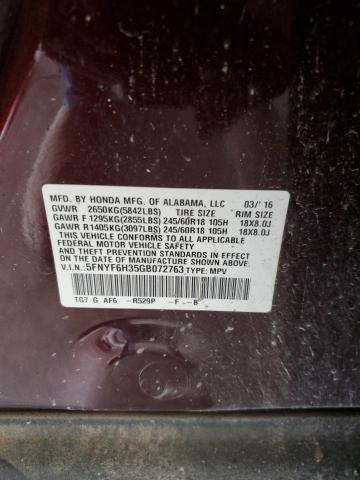 MFD. BY HONDA MFG. OF ALABAMA, LLC 03/'16
GVWR 2650KG(5842LBS) TIRE SIZE RIM SIZE
GAWR F 1295KG(2855LBS) 245/60R18 105H 18X8.0J
GAWR R1405KG(3097LBS) 245/60R18 105H 18X8.0J
THIS VEHICLE CONFORMS TO ALL APPLICABLE
FEDERAL MOTOR VEHICLE SAFETY AND
THEFT PREVENTION STANDARDS IN EFFECT ON
THE DATE OF MANUFACTURE SHOWN ABOVE.
V.I.N.:5FNYF6H35GB072763 TYPE: MPV
TG7 G AF6 -R529P -F -B